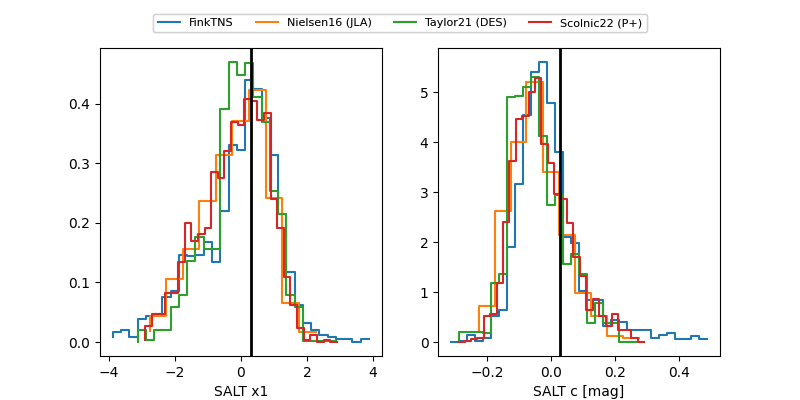 FinkTNS Nielsen16 (JLA) Taylor21 (DES) Scolnic22 (P+)
0.4
0.3
0.2
0.1
0.0
−4 −2 0 2 4
SALT x1
5
4
3
2
1
0
−0.2 0.0 0.2 0.4
SALT c [mag]